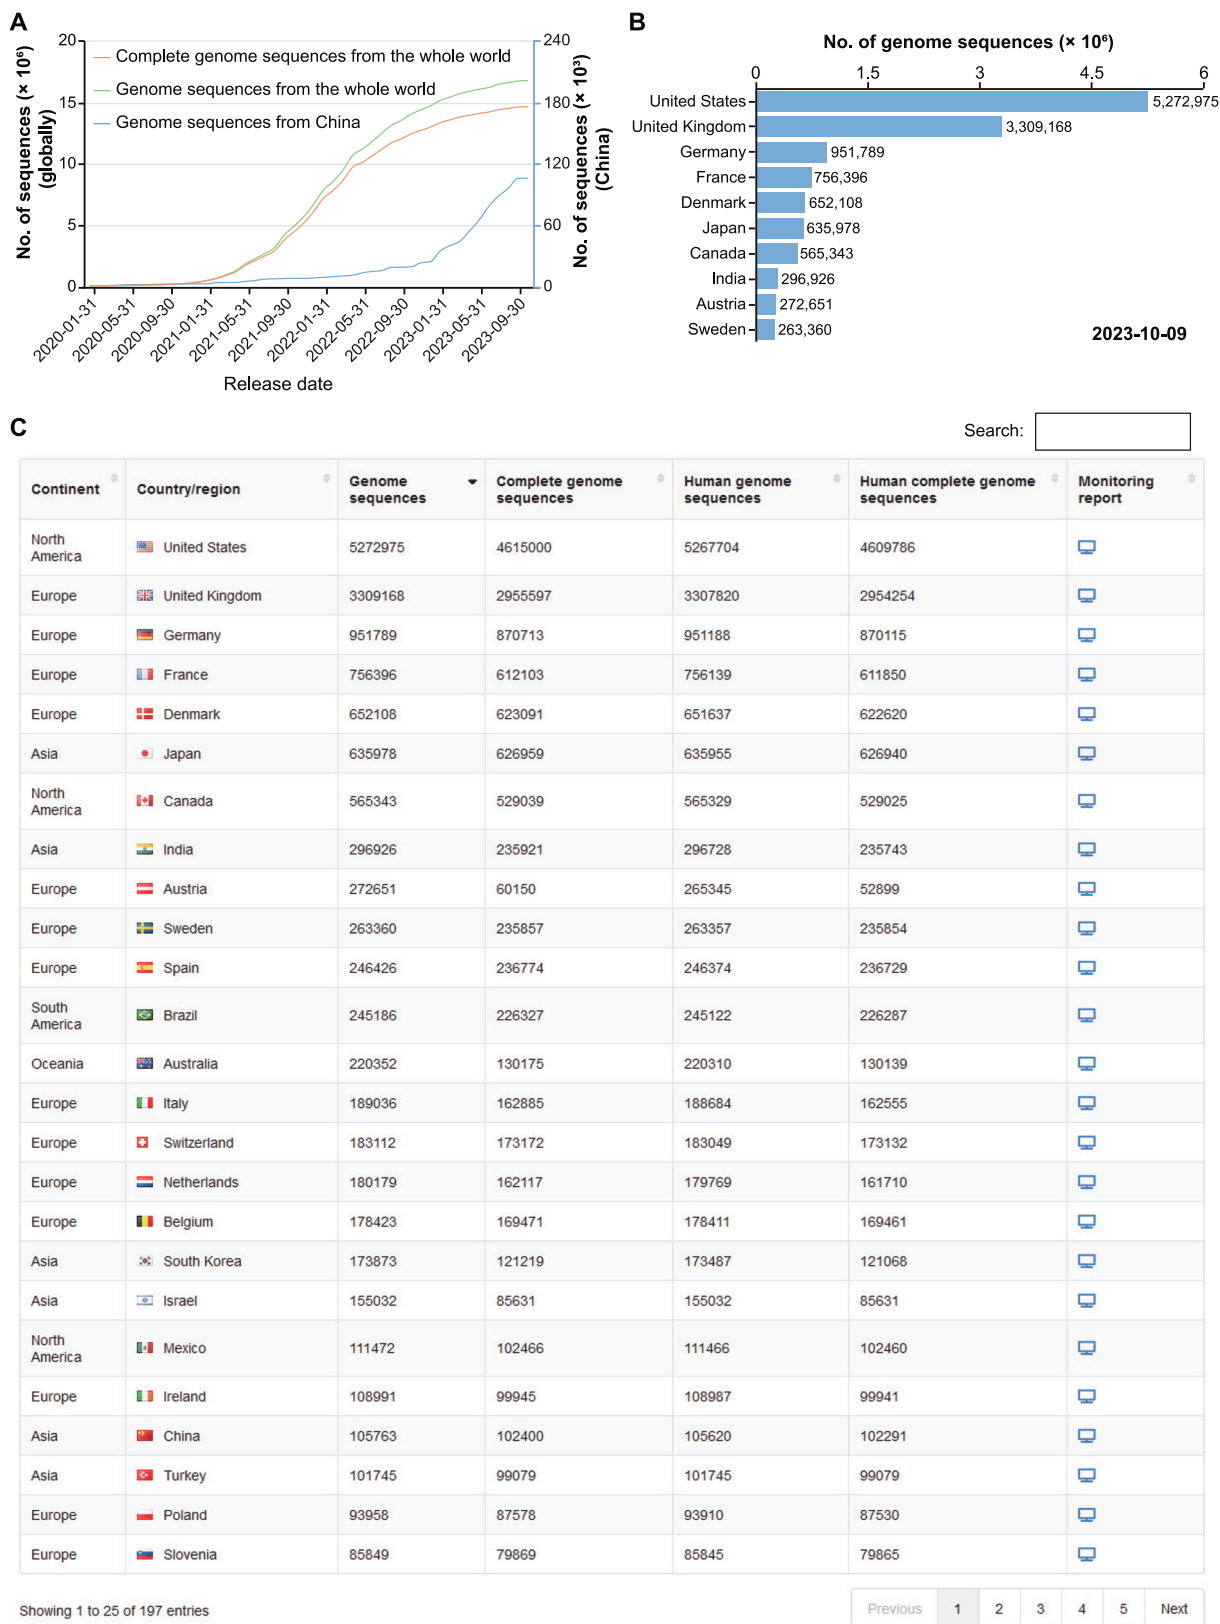 A
No. of sequences (× 10⁶)
(globally)
20
15
10
5
0
Complete genome sequences from the whole world
Genome sequences from the whole world
Genome sequences from China
240
180
120
60
0
No. of sequences (× 10³)
(China)
2020-01-31
2020-05-31
2020-09-30
2021-01-31
2021-05-31
2021-09-30
2022-01-31
2022-05-31
2022-09-30
2023-01-31
2023-05-31
2023-09-30
Release date
B
No. of genome sequences (× 10⁶)
0 1.5 3 4.5 6
United States 5,272,975
United Kingdom 3,309,168
Germany 951,789
France 756,396
Denmark 652,108
Japan 635,978
Canada 565,343
India 296,926
Austria 272,651
Sweden 263,360
2023-10-09
C
Search:
Continent Country/region Genome sequences Complete genome sequences Human genome sequences Human complete genome sequences Monitoring report
North America United States 5272975 4615000 5267704 4609786
Europe United Kingdom 3309168 2955597 3307820 2954254
Europe Germany 951789 870713 951188 870115
Europe France 756396 612103 756139 611850
Europe Denmark 652108 623091 651637 622620
Asia Japan 635978 626959 635955 626940
North America Canada 565343 529039 565329 529025
Asia India 296926 235921 296728 235743
Europe Austria 272651 60150 265345 52899
Europe Sweden 263360 235857 263357 235854
Europe Spain 246426 236774 246374 236729
South America Brazil 245186 226327 245122 226287
Oceania Australia 220352 130175 220310 130139
Europe Italy 189036 162885 188684 162555
Europe Switzerland 183112 173172 183049 173132
Europe Netherlands 180179 162117 179769 161710
Europe Belgium 178423 169471 178411 169461
Asia South Korea 173873 121219 173487 121068
Asia Israel 155032 85631 155032 85631
North America Mexico 111472 102466 111466 102460
Europe Ireland 108991 99945 108987 99941
Asia China 105763 102400 105620 102291
Asia Turkey 101745 99079 101745 99079
Europe Poland 93958 87578 93910 87530
Europe Slovenia 85849 79869 85845 79865
Showing 1 to 25 of 197 entries
Previous 1 2 3 4 5 Next